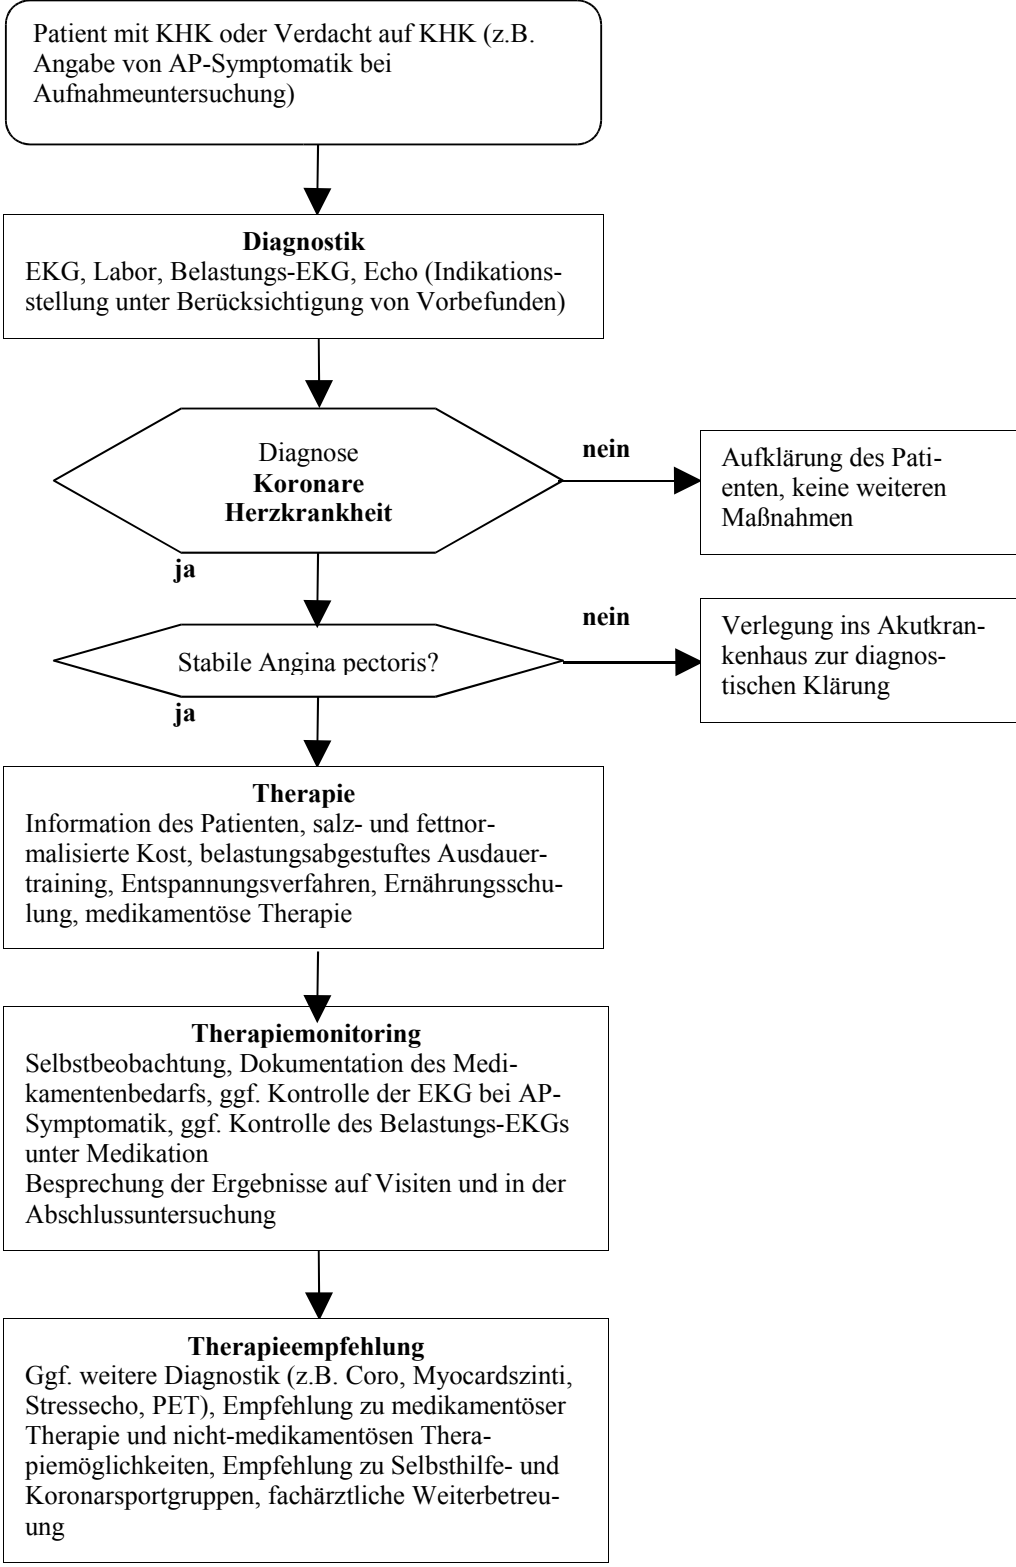 Patient mit KHK oder Verdacht auf KHK (z.B.
Angabe von AP-Symptomatik bei
Aufnahmeuntersuchung)
Diagnostik
EKG, Labor, Belastungs-EKG, Echo (Indikations-
stellung unter Berücksichtigung von Vorbefunden)
Diagnose
Koronare
Herzkrankheit
nein
Aufklärung des Pati-
enten, keine weiteren
Maßnahmen
ja
Stabile Angina pectoris?
nein
Verlegung ins Akutkran-
kenhaus zur diagnos-
tischen Klärung
ja
Therapie
Information des Patienten, salz- und fettnor-
malisierte Kost, belastungsabgestuftes Ausdauer-
training, Entspannungsverfahren, Ernährungsschu-
lung, medikamentöse Therapie
Therapiemonitoring
Selbstbeobachtung, Dokumentation des Medi-
kamentenbedarfs, ggf. Kontrolle der EKG bei AP-
Symptomatik, ggf. Kontrolle des Belastungs-EKGs
unter Medikation
Besprechung der Ergebnisse auf Visiten und in der
Abschlussuntersuchung
Therapieempfehlung
Ggf. weitere Diagnostik (z.B. Coro, Myocardszinti,
Stressecho, PET), Empfehlung zu medikamentöser
Therapie und nicht-medikamentösen Thera-
piemöglichkeiten, Empfehlung zu Selbsthilfe- und
Koronarsportgruppen, fachärztliche Weiterbetreu-
ung